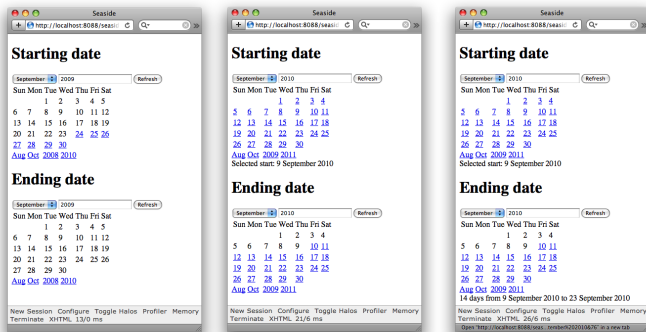 Seaside
http://localhost:8088/seasid
Starting date
September 2009 Refresh
Sun Mon Tue Wed Thu Fri Sat
1 2 3 4 5
6 7 8 9 10 11 12
13 14 15 16 17 18 19
20 21 22 23 24 25 26
27 28 29 30
Aug Oct 2008 2010
Ending date
September 2009 Refresh
Sun Mon Tue Wed Thu Fri Sat
1 2 3 4 5
6 7 8 9 10 11 12
13 14 15 16 17 18 19
20 21 22 23 24 25 26
27 28 29 30
Aug Oct 2008 2010
New Session Configure Toggle Halos Profiler Memory
Terminate XHTML 13/0 ms
Seaside
http://localhost:8088/seasid
Starting date
September 2010 Refresh
Sun Mon Tue Wed Thu Fri Sat
1 2 3 4
5 6 7 8 9 10 11
12 13 14 15 16 17 18
19 20 21 22 23 24 25
26 27 28 29 30
Aug Oct 2009 2011
Selected start: 9 September 2010
Ending date
September 2010 Refresh
Sun Mon Tue Wed Thu Fri Sat
1 2 3 4
5 6 7 8 9 10 11
12 13 14 15 16 17 18
19 20 21 22 23 24 25
26 27 28 29 30
Aug Oct 2009 2011
New Session Configure Toggle Halos Profiler Memory
Terminate XHTML 21/6 ms
Seaside
http://localhost:8088/seasid
Starting date
September 2010 Refresh
Sun Mon Tue Wed Thu Fri Sat
1 2 3 4
5 6 7 8 9 10 11
12 13 14 15 16 17 18
19 20 21 22 23 24 25
26 27 28 29 30
Aug Oct 2009 2011
Selected start: 9 September 2010
Ending date
September 2010 Refresh
Sun Mon Tue Wed Thu Fri Sat
1 2 3 4
5 6 7 8 9 10 11
12 13 14 15 16 17 18
19 20 21 22 23 24 25
26 27 28 29 30
Aug Oct 2009 2011
14 days from 9 September 2010 to 23 September 2010
New Session Configure Toggle Halos Profiler Memory
Terminate XHTML 26/6 ms
in a new tab